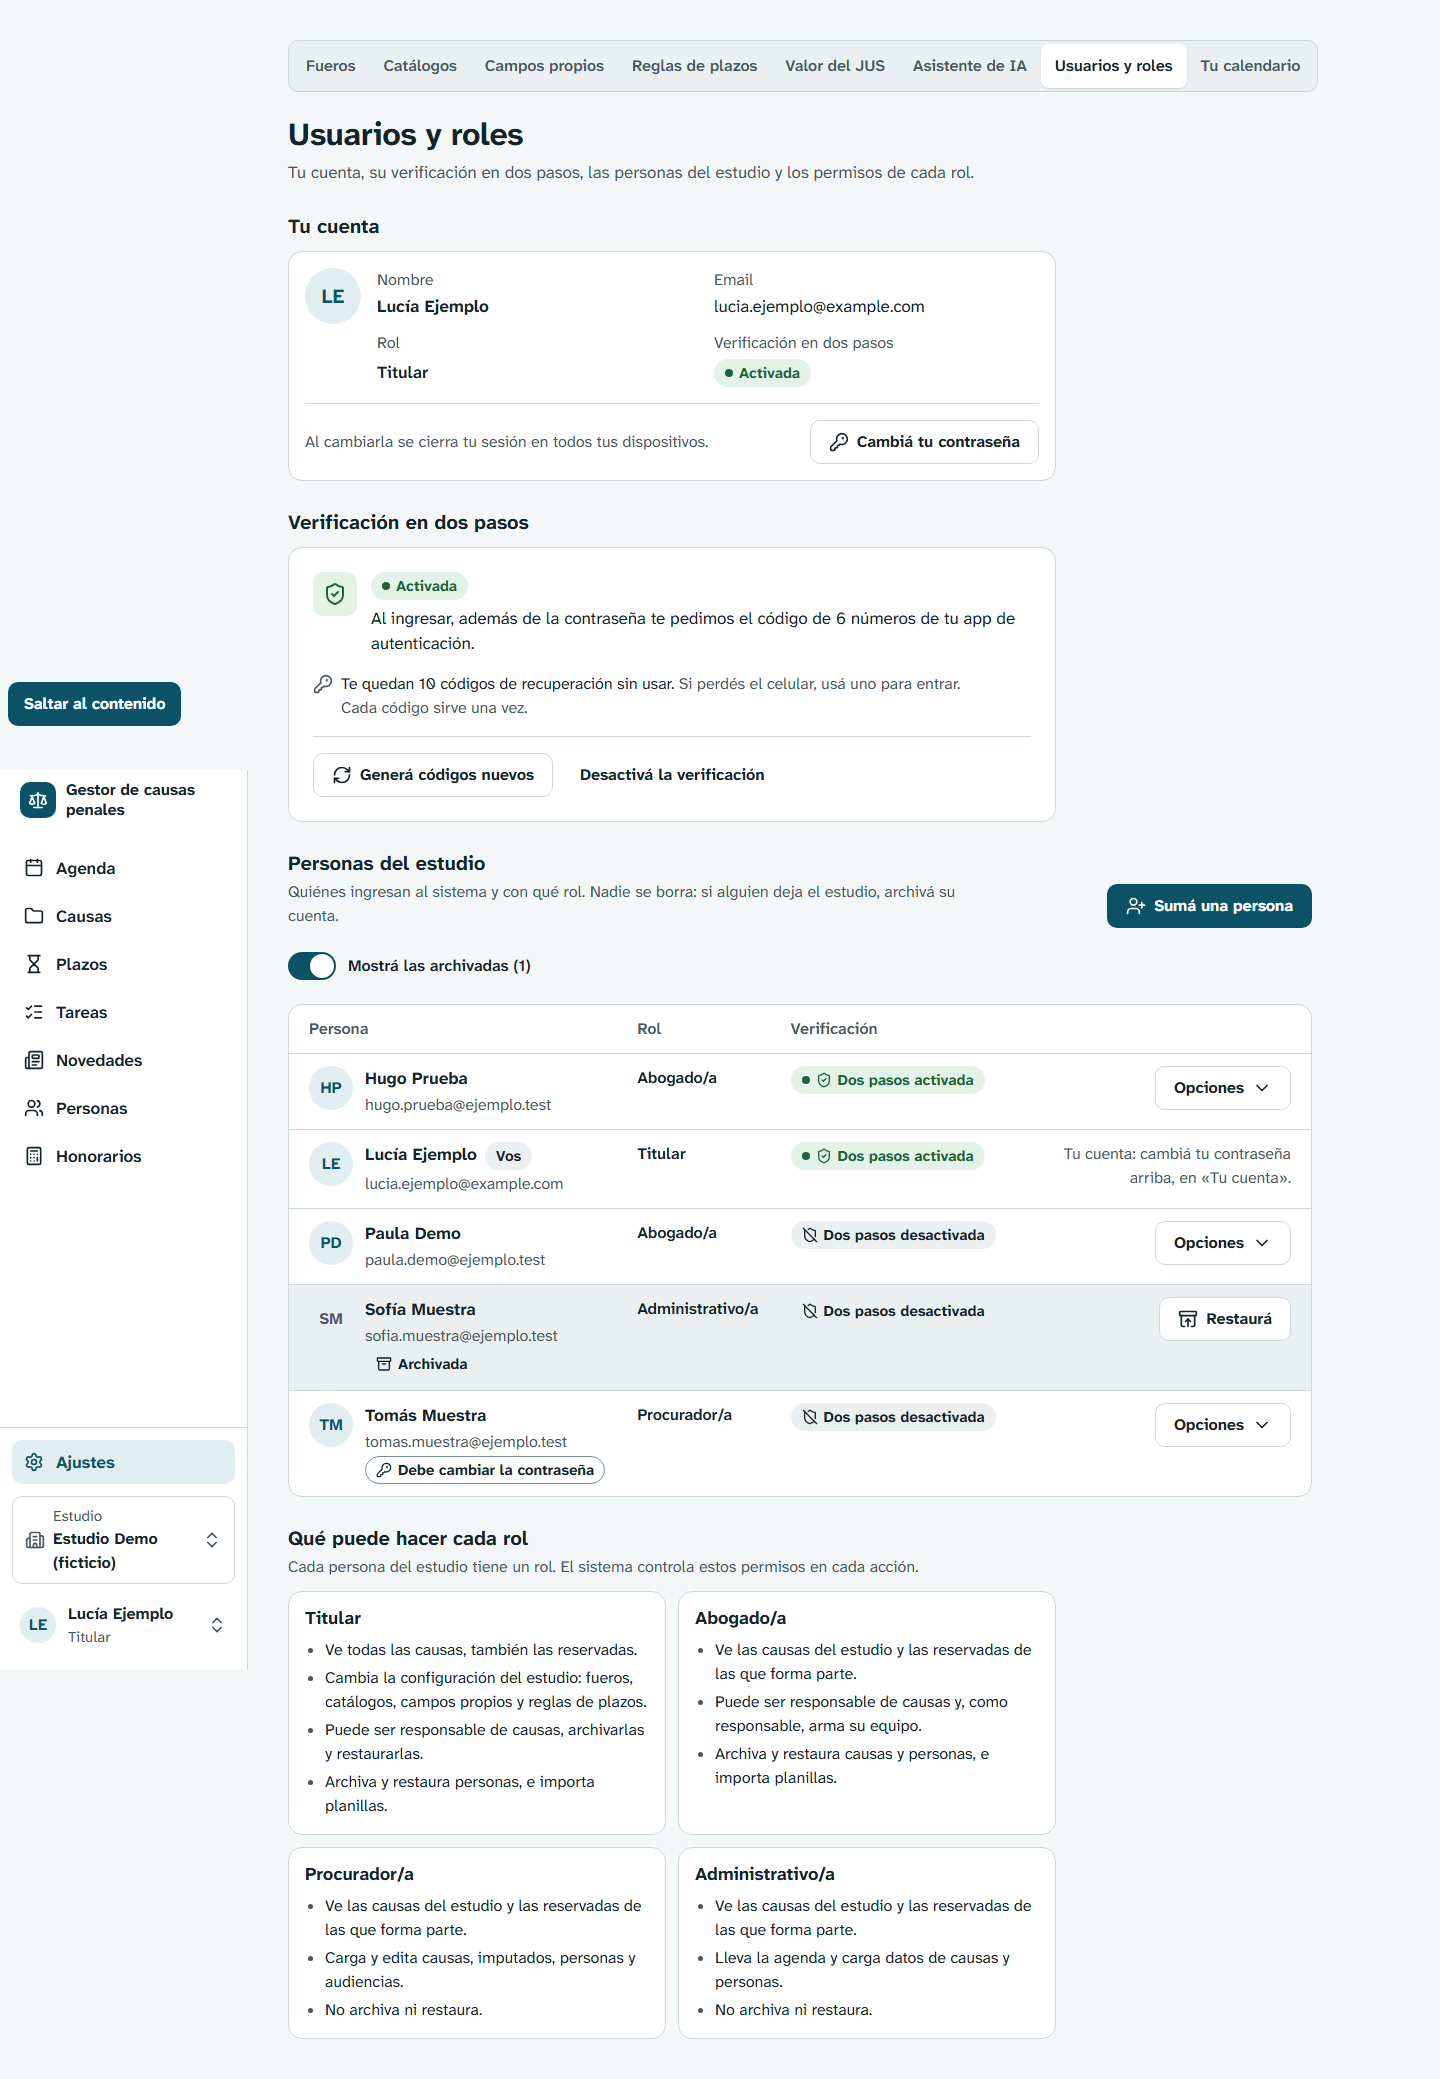 Fueros
Catálogos
Campos propios
Reglas de plazos
Valor del JUS
Asistente de IA
Usuarios y roles
Tu calendario
Usuarios y roles
Tu cuenta, su verificación en dos pasos, las personas del estudio y los permisos de cada rol.
Tu cuenta
LE
Nombre
Lucía Ejemplo
Email
lucia.ejemplo@example.com
Rol
Titular
Verificación en dos pasos
Activada
Al cambiarla se cierra tu sesión en todos tus dispositivos.
Cambiá tu contraseña
Verificación en dos pasos
Activada
Al ingresar, además de la contraseña te pedimos el código de 6 números de tu app de
autenticación.
Te quedan 10 códigos de recuperación sin usar. Si perdés el celular, usá uno para entrar.
Cada código sirve una vez.
Generá códigos nuevos
Desactivá la verificación
Saltar al contenido
Gestor de causas
penales
Agenda
Causas
Plazos
Tareas
Novedades
Personas
Honorarios
Ajustes
Estudio
Estudio Demo
(ficticio)
LE
Lucía Ejemplo
Titular
Personas del estudio
Quiénes ingresan al sistema y con qué rol. Nadie se borra: si alguien deja el estudio, archivá su
cuenta.
Sumá una persona
Mostrá las archivadas (1)
Persona
Rol
Verificación
HP
Hugo Prueba
hugo.prueba@ejemplo.test
Abogado/a
Dos pasos activada
Opciones
LE
Lucía Ejemplo
Vos
lucia.ejemplo@example.com
Titular
Dos pasos activada
Tu cuenta: cambiá tu contraseña
arriba, en «Tu cuenta».
PD
Paula Demo
paula.demo@ejemplo.test
Abogado/a
Dos pasos desactivada
Opciones
SM
Sofía Muestra
sofia.muestra@ejemplo.test
Archivada
Administrativo/a
Dos pasos desactivada
Restaurá
TM
Tomás Muestra
tomas.muestra@ejemplo.test
Debe cambiar la contraseña
Procurador/a
Dos pasos desactivada
Opciones
Qué puede hacer cada rol
Cada persona del estudio tiene un rol. El sistema controla estos permisos en cada acción.
Titular
• Ve todas las causas, también las reservadas.
• Cambia la configuración del estudio: fueros,
catálogos, campos propios y reglas de plazos.
• Puede ser responsable de causas, archivarlas
y restaurarlas.
• Archiva y restaura personas, e importa
planillas.
Abogado/a
• Ve las causas del estudio y las reservadas de
las que forma parte.
• Puede ser responsable de causas y, como
responsable, arma su equipo.
• Archiva y restaura causas y personas, e
importa planillas.
Procurador/a
• Ve las causas del estudio y las reservadas de
las que forma parte.
• Carga y edita causas, imputados, personas y
audiencias.
• No archiva ni restaura.
Administrativo/a
• Ve las causas del estudio y las reservadas de
las que forma parte.
• Lleva la agenda y carga datos de causas y
personas.
• No archiva ni restaura.